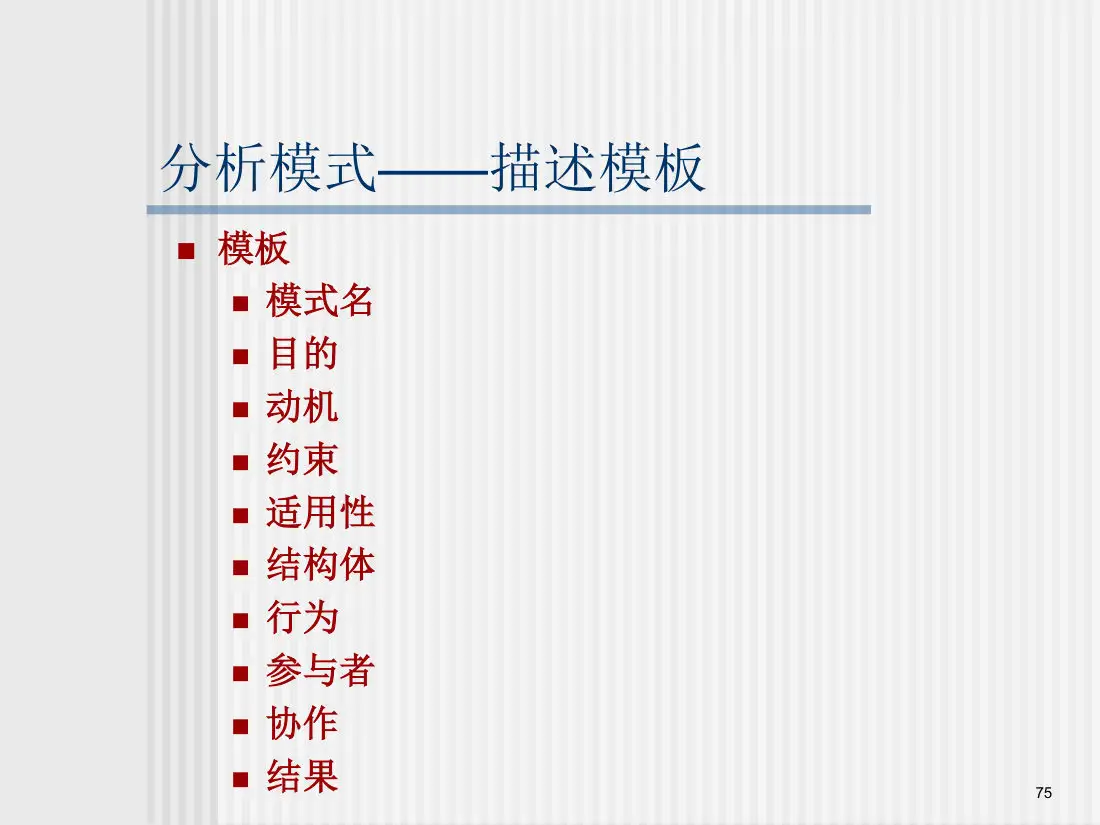 分析模式——描述模板
模板
模式名
目的
动机
约束
适用性
结构体
行为
参与者
协作
结果
75